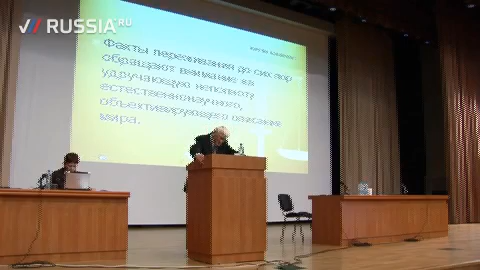 RUSSIA.RU
Факты переживания до сих пор
обращают внимание на
удручающую неполноту
естественнонаучного,
объективирующего описания
мира.